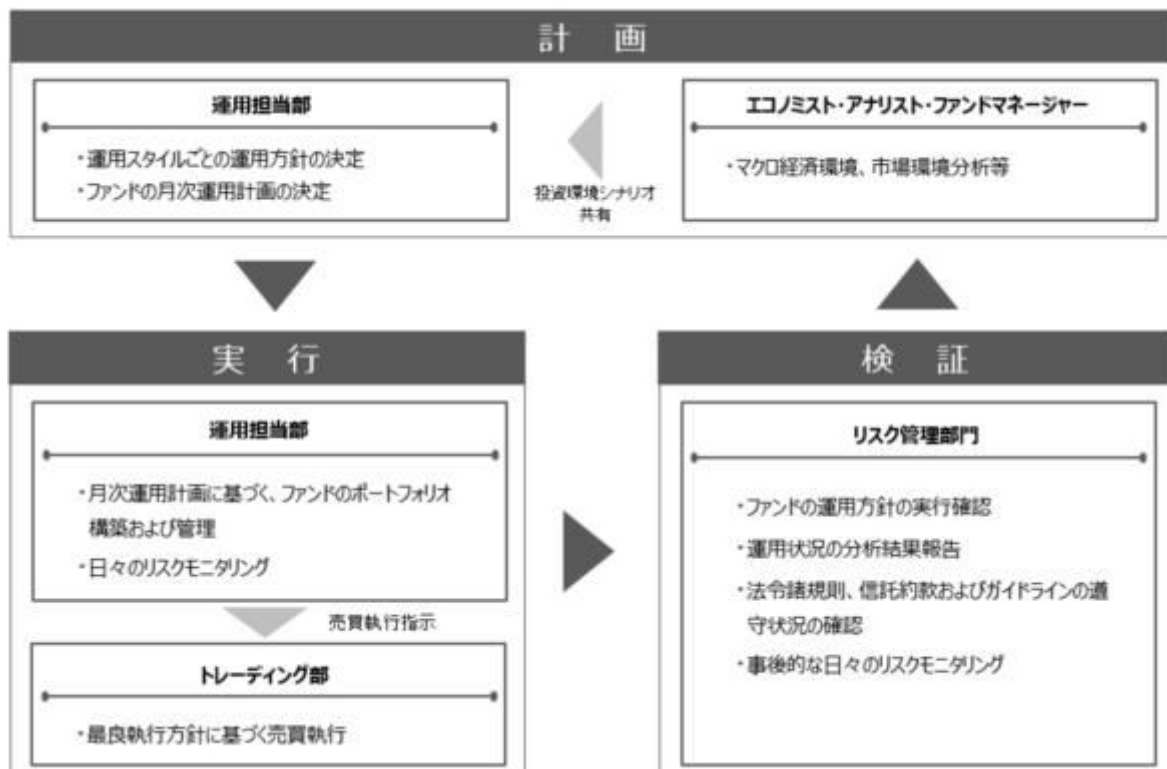 計 画
運用担当部
・運用スタイルごとの運用方針の決定
・ファンドの月次運用計画の決定
投資環境シナリオ
共有
エコノミスト・アナリスト・ファンドマネージャー
・マクロ経済環境、市場環境分析等
実 行
運用担当部
・月次運用計画に基づく、ファンドのポートフォリオ
構築および管理
・日々のリスクモニタリング
売買執行指示
トレーディング部
・最良執行方針に基づく売買執行
検 証
リスク管理部門
・ファンドの運用方針の実行確認
・運用状況の分析結果報告
・法令諸規則、信託約款およびガイドラインの遵
守状況の確認
・事後的な日々のリスクモニタリング